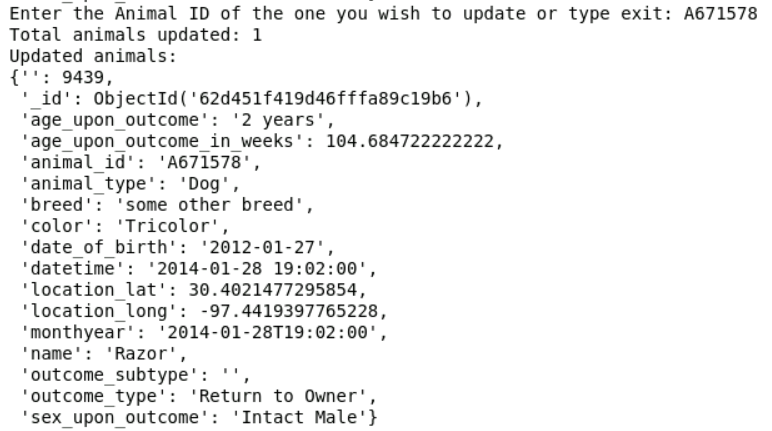 Enter the Animal ID of the one you wish to update or type exit: A671578
Total animals updated: 1
Updated animals:
{'': 9439,
 '_id': ObjectId('62d451f419d46fffa89c19b6'),
 'age_upon_outcome': '2 years',
 'age_upon_outcome_in_weeks': 104.684722222222,
 'animal_id': 'A671578',
 'animal_type': 'Dog',
 'breed': 'some other breed',
 'color': 'Tricolor',
 'date_of_birth': '2012-01-27',
 'datetime': '2014-01-28 19:02:00',
 'location_lat': 30.4021477295854,
 'location_long': -97.4419397765228,
 'monthyear': '2014-01-28T19:02:00',
 'name': 'Razor',
 'outcome_subtype': '',
 'outcome_type': 'Return to Owner',
 'sex_upon_outcome': 'Intact Male'}